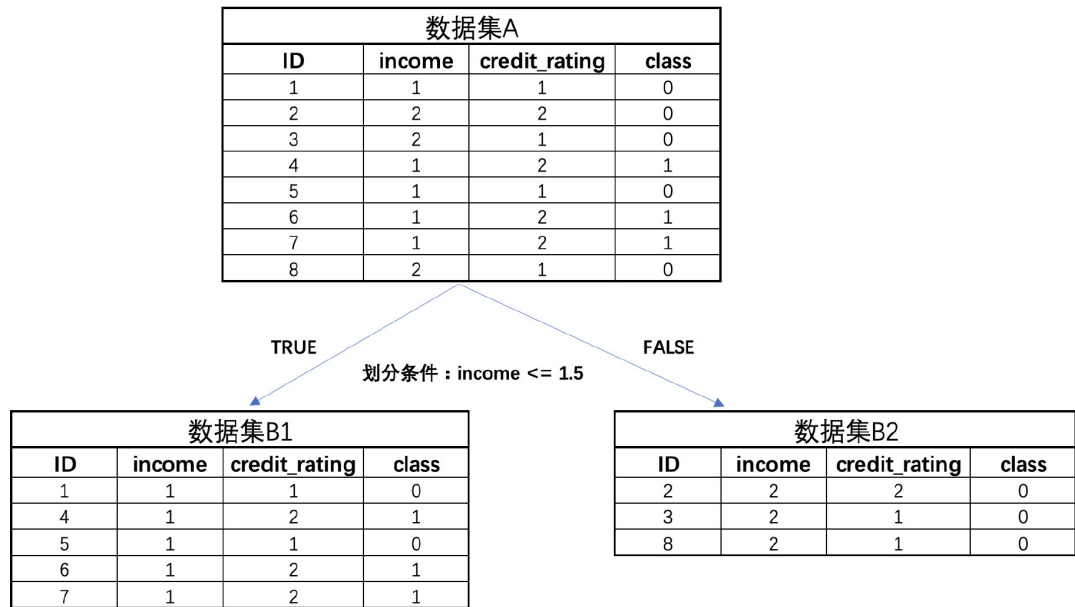 数据集A
ID income credit_rating class
1 1 1 0
2 2 2 0
3 2 1 0
4 1 2 1
5 1 1 0
6 1 2 1
7 1 2 1
8 2 1 0
TRUE FALSE
划分条件：income <= 1.5
数据集B1
ID income credit_rating class
1 1 1 0
4 1 2 1
5 1 1 0
6 1 2 1
7 1 2 1
数据集B2
ID income credit_rating class
2 2 2 0
3 2 1 0
8 2 1 0